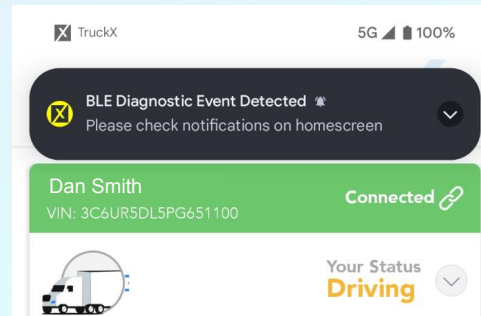 TruckX
5G 100%
BLE Diagnostic Event Detected
Please check notifications on homescreen
Dan Smith
VIN: 3C6UR5DL5PG651100
Connected
Your Status
Driving